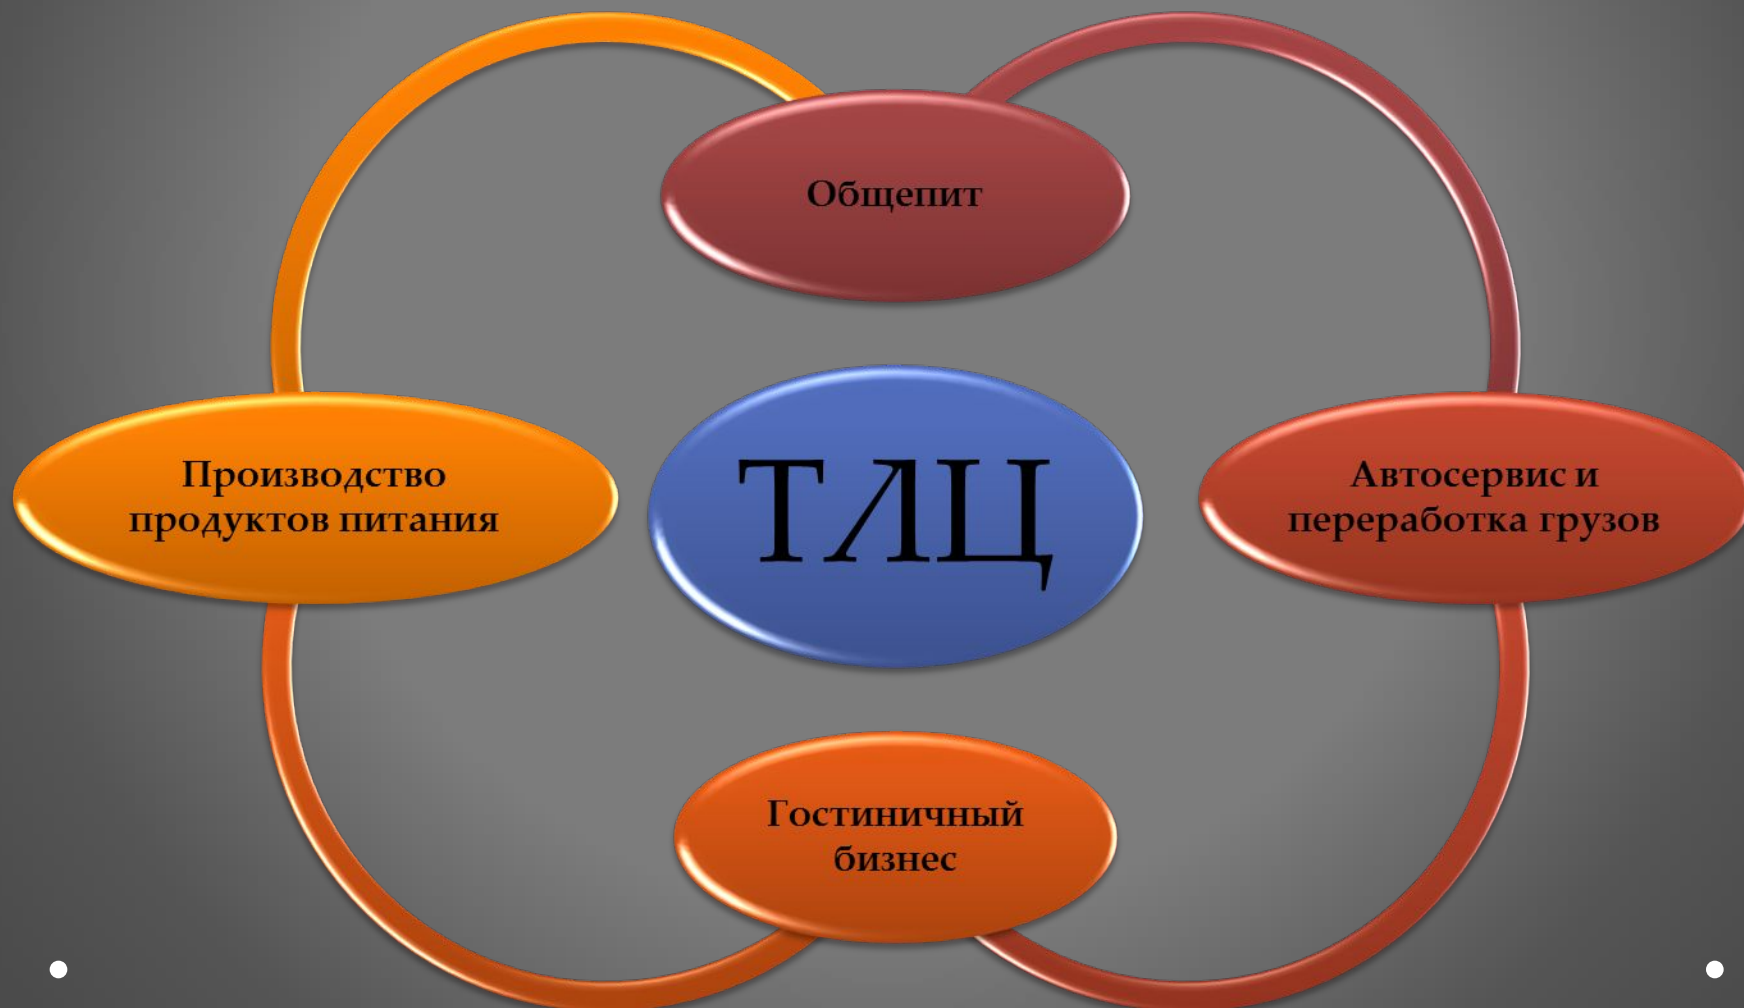 Общепит
Производство
продуктов питания
ТЛЦ
Автосервис и
переработка грузов
Гостиничный
бизнес